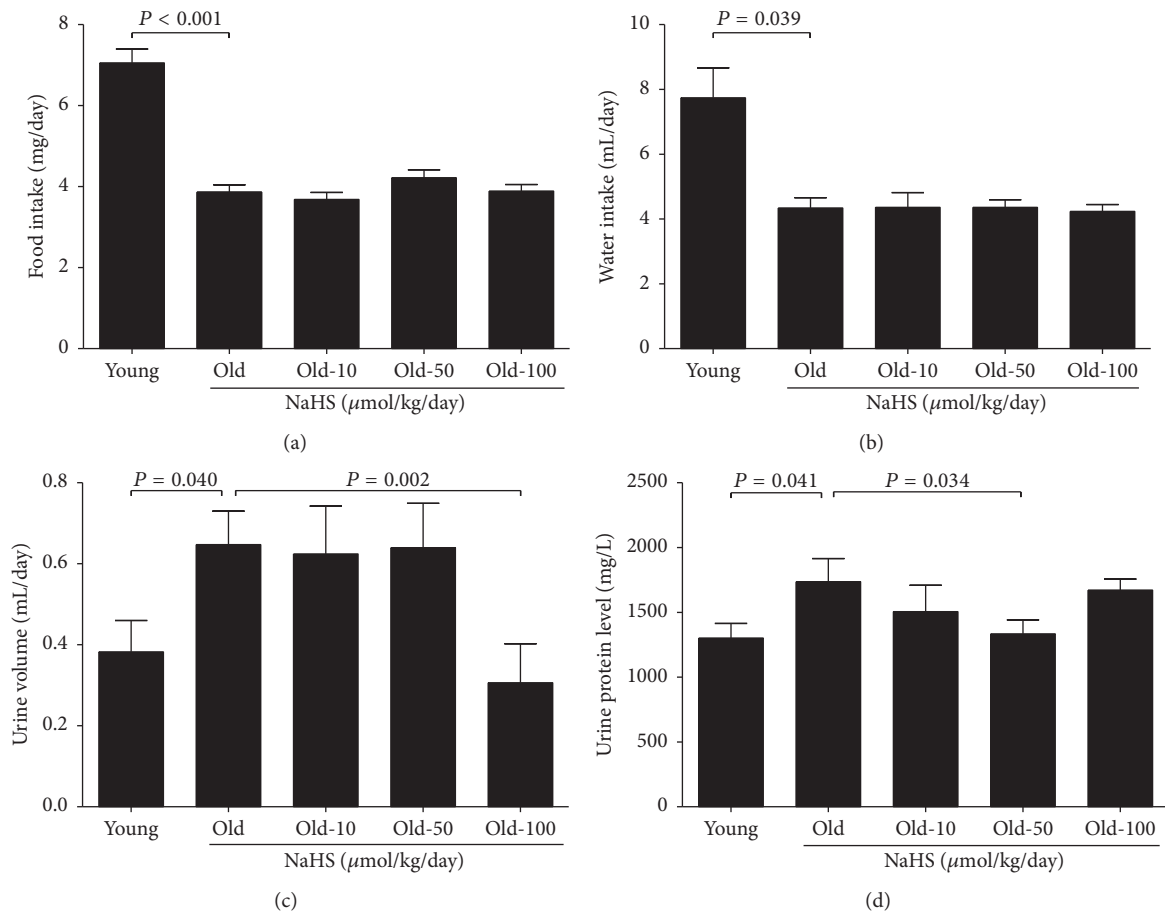 P < 0.001
8
6
4
2
0
Food intake (mg/day)
Young
Old
Old-10
Old-50
Old-100
NaHS (μmol/kg/day)
(a)
P = 0.039
10
8
6
4
2
0
Water intake (mL/day)
Young
Old
Old-10
Old-50
Old-100
NaHS (μmol/kg/day)
(b)
P = 0.040
P = 0.002
0.8
0.6
0.4
0.2
0.0
Urine volume (mL/day)
Young
Old
Old-10
Old-50
Old-100
NaHS (μmol/kg/day)
(c)
P = 0.041
P = 0.034
2500
2000
1500
1000
500
0
Urine protein level (mg/L)
Young
Old
Old-10
Old-50
Old-100
NaHS (μmol/kg/day)
(d)